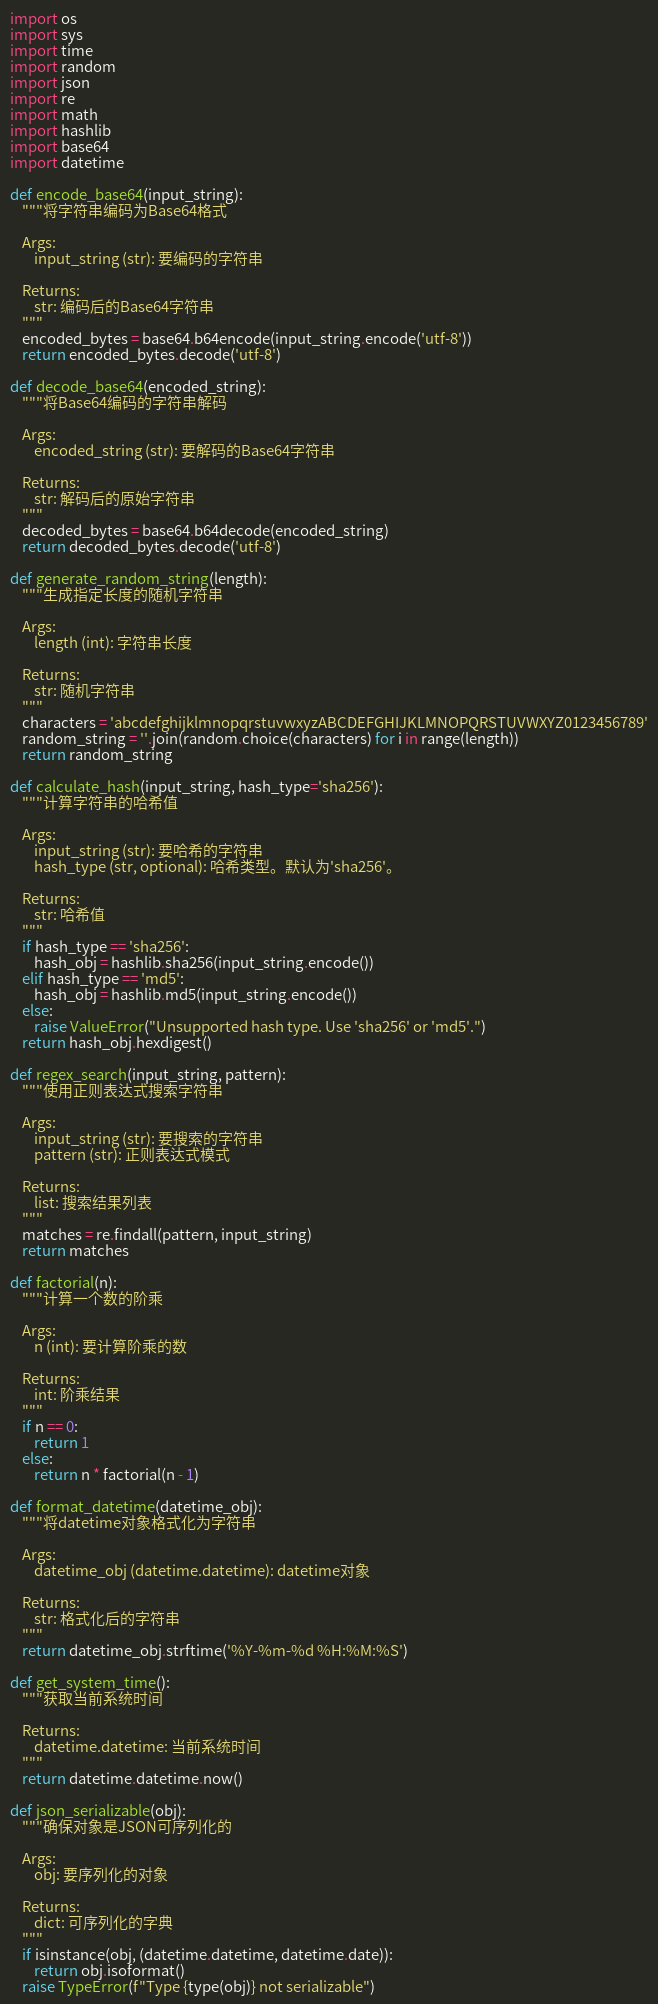 import os
import sys
import time
import random
import json
import re
import math
import hashlib
import base64
import datetime

def encode_base64(input_string):
    """将字符串编码为Base64格式

    Args:
        input_string (str): 要编码的字符串

    Returns:
        str: 编码后的Base64字符串
    """
    encoded_bytes = base64.b64encode(input_string.encode('utf-8'))
    return encoded_bytes.decode('utf-8')

def decode_base64(encoded_string):
    """将Base64编码的字符串解码

    Args:
        encoded_string (str): 要解码的Base64字符串

    Returns:
        str: 解码后的原始字符串
    """
    decoded_bytes = base64.b64decode(encoded_string)
    return decoded_bytes.decode('utf-8')

def generate_random_string(length):
    """生成指定长度的随机字符串

    Args:
        length (int): 字符串长度

    Returns:
        str: 随机字符串
    """
    characters = 'abcdefghijklmnopqrstuvwxyzABCDEFGHIJKLMNOPQRSTUVWXYZ0123456789'
    random_string = ''.join(random.choice(characters) for i in range(length))
    return random_string

def calculate_hash(input_string, hash_type='sha256'):
    """计算字符串的哈希值

    Args:
        input_string (str): 要哈希的字符串
        hash_type (str, optional): 哈希类型。默认为'sha256'。

    Returns:
        str: 哈希值
    """
    if hash_type == 'sha256':
        hash_obj = hashlib.sha256(input_string.encode())
    elif hash_type == 'md5':
        hash_obj = hashlib.md5(input_string.encode())
    else:
        raise ValueError("Unsupported hash type. Use 'sha256' or 'md5'.")
    return hash_obj.hexdigest()

def regex_search(input_string, pattern):
    """使用正则表达式搜索字符串

    Args:
        input_string (str): 要搜索的字符串
        pattern (str): 正则表达式模式

    Returns:
        list: 搜索结果列表
    """
    matches = re.findall(pattern, input_string)
    return matches

def factorial(n):
    """计算一个数的阶乘

    Args:
        n (int): 要计算阶乘的数

    Returns:
        int: 阶乘结果
    """
    if n == 0:
        return 1
    else:
        return n * factorial(n - 1)

def format_datetime(datetime_obj):
    """将datetime对象格式化为字符串

    Args:
        datetime_obj (datetime.datetime): datetime对象

    Returns:
        str: 格式化后的字符串
    """
    return datetime_obj.strftime('%Y-%m-%d %H:%M:%S')

def get_system_time():
    """获取当前系统时间

    Returns:
        datetime.datetime: 当前系统时间
    """
    return datetime.datetime.now()

def json_serializable(obj):
    """确保对象是JSON可序列化的

    Args:
        obj: 要序列化的对象

    Returns:
        dict: 可序列化的字典
    """
    if isinstance(obj, (datetime.datetime, datetime.date)):
        return obj.isoformat()
    raise TypeError(f"Type {type(obj)} not serializable")